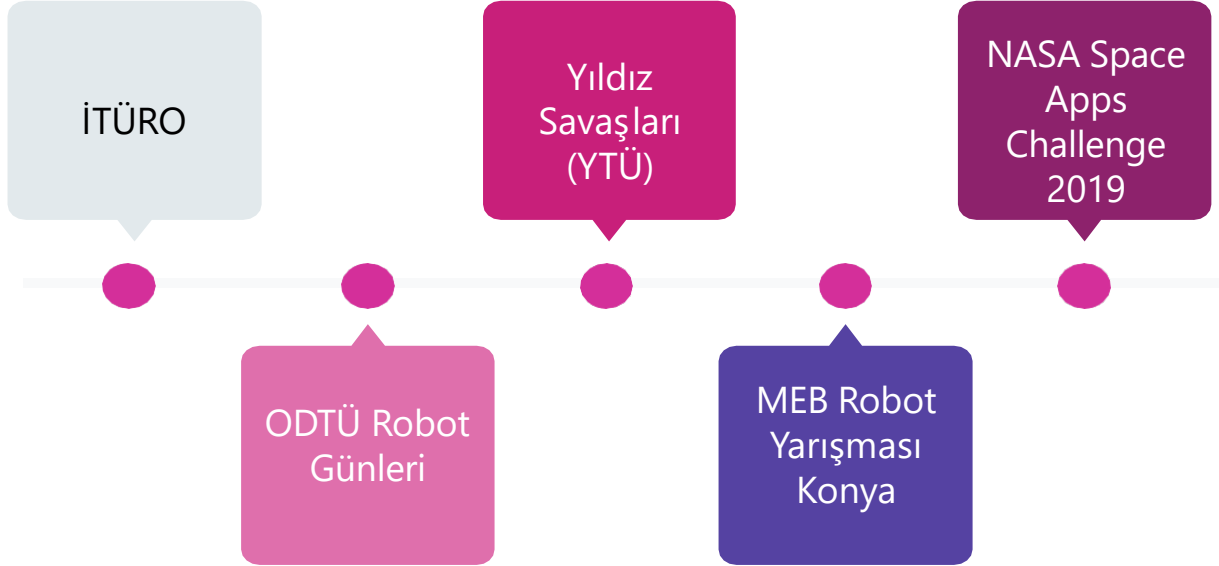 İTÜRO
ODTÜ Robot
Günleri
Yıldız
Savaşları
(YTÜ)
MEB Robot
Yarışması
Konya
NASA Space
Apps
Challenge
2019